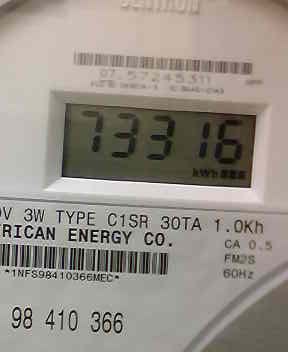 07.57245311
73316
kWh
0V 3W TYPE C1SR 30TA 1.0Kh
RICAN ENERGY CO.
CA 0.5
FM2S
*1NFS98410366MEC*
60Hz
98 410 366